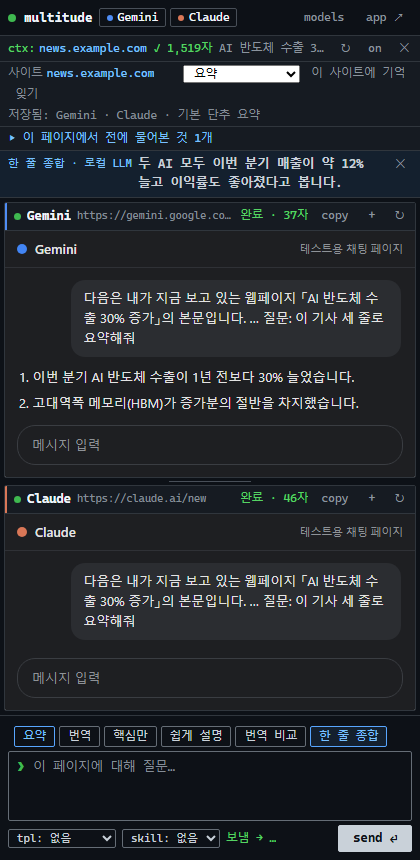 multitude Gemini Claude models app ↗
ctx: news.example.com ✓ 1,519자 AI 반도체 수출 3… ↻ on ×
사이트 news.example.com 요약 이 사이트에 기억
잊기
저장됨: Gemini · Claude · 기본 단추 요약
▸ 이 페이지에서 전에 물어본 것 1개
한 줄 종합 · 로컬 LLM 두 AI 모두 이번 분기 매출이 약 12% ×
늘고 이익률도 좋아졌다고 봅니다.
Gemini https://gemini.google.co… 완료 · 37자 copy + ↻
Gemini 테스트용 채팅 페이지
다음은 내가 지금 보고 있는 웹페이지 「AI 반도체 수
출 30% 증가」의 본문입니다. … 질문: 이 기사 세 줄로
요약해줘
1. 이번 분기 AI 반도체 수출이 1년 전보다 30% 늘었습니다.
2. 고대역폭 메모리(HBM)가 증가분의 절반을 차지했습니다.
메시지 입력
Claude https://claude.ai/new 완료 · 46자 copy + ↻
Claude 테스트용 채팅 페이지
다음은 내가 지금 보고 있는 웹페이지 「AI 반도체 수
출 30% 증가」의 본문입니다. … 질문: 이 기사 세 줄로
요약해줘
메시지 입력
요약 번역 핵심만 쉽게 설명 번역 비교 한 줄 종합
❯ 이 페이지에 대해 질문…
tpl: 없음 skill: 없음 보냄 → … send ↵